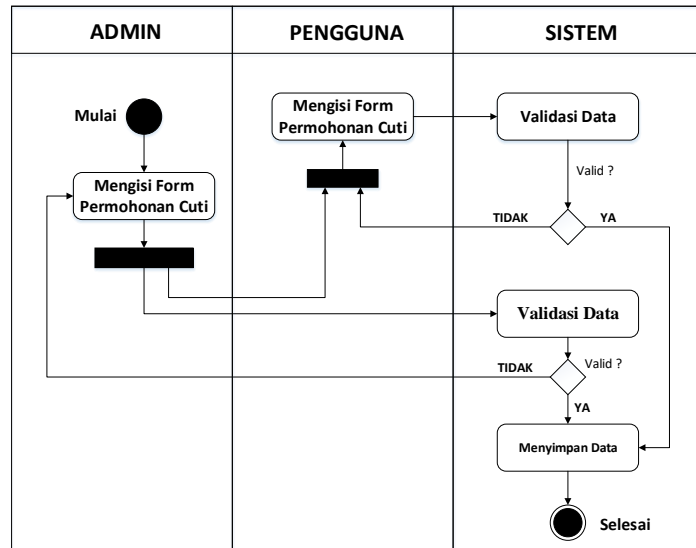 ADMIN
PENGGUNA
SISTEM
Mulai
Mengisi Form
Permohonan Cuti
Mengisi Form
Permohonan Cuti
Validasi Data
Valid ?
TIDAK
YA
Validasi Data
Valid ?
TIDAK
YA
Menyimpan Data
Selesai